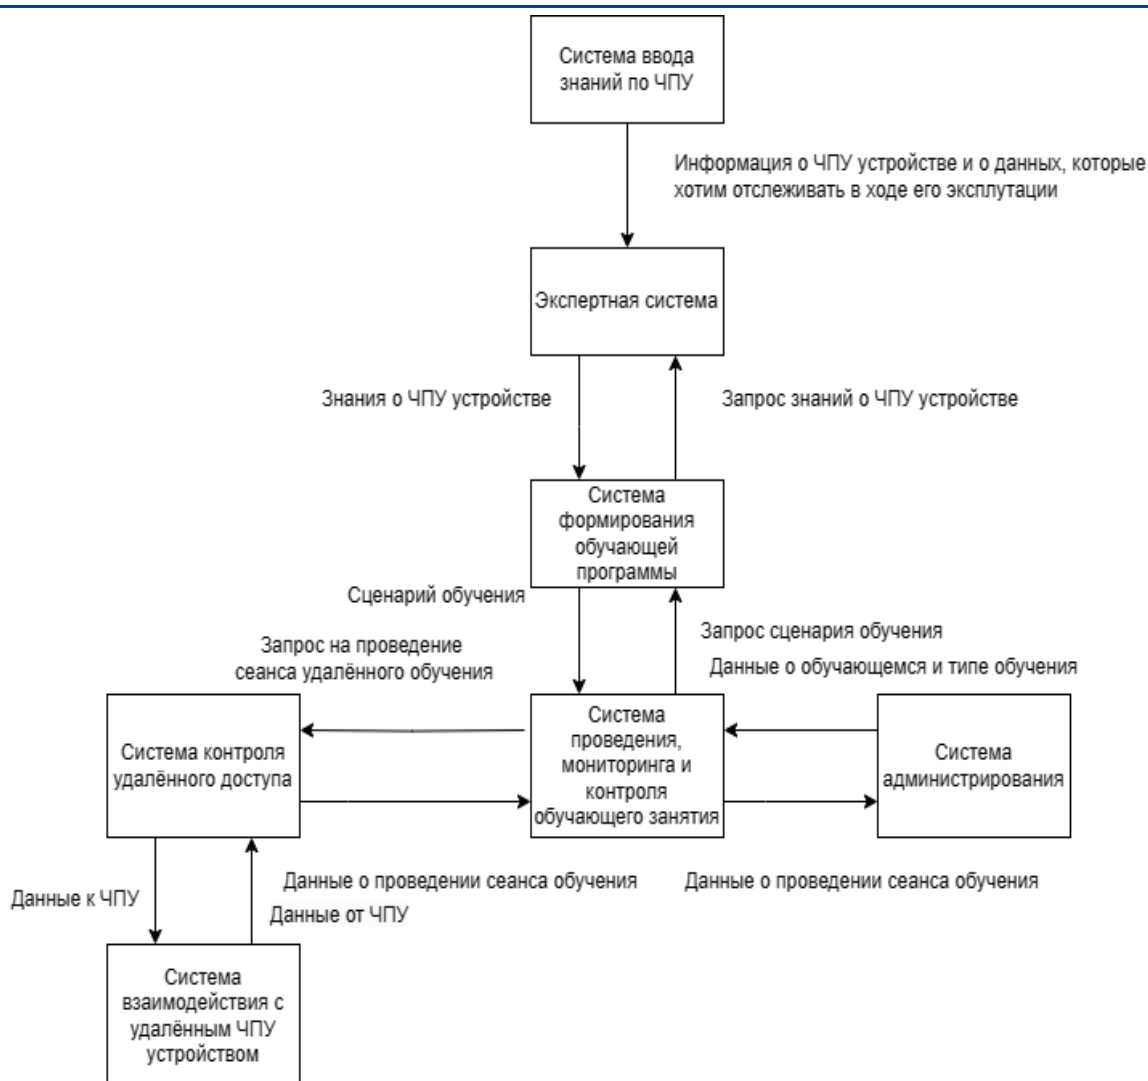 Система ввода
знаний по ЧПУ
Информация о ЧПУ устройстве и о данных, которые
хотим отслеживать в ходе его эксплутации
Экспертная система
Знания о ЧПУ устройстве
Запрос знаний о ЧПУ устройстве
Система
формирования
обучающей
программы
Сценарий обучения
Запрос сценария обучения
Запрос на проведение
сеанса удалённого обучения
Данные о обучающемся и типе обучения
Система контроля
удалённого доступа
Система
проведения,
мониторинга и
контроля
обучающего занятия
Система
администрирования
Данные к ЧПУ
Данные о проведении сеанса обучения
Данные о проведении сеанса обучения
Данные от ЧПУ
Система
взаимодействия с
удалённым ЧПУ
устройством